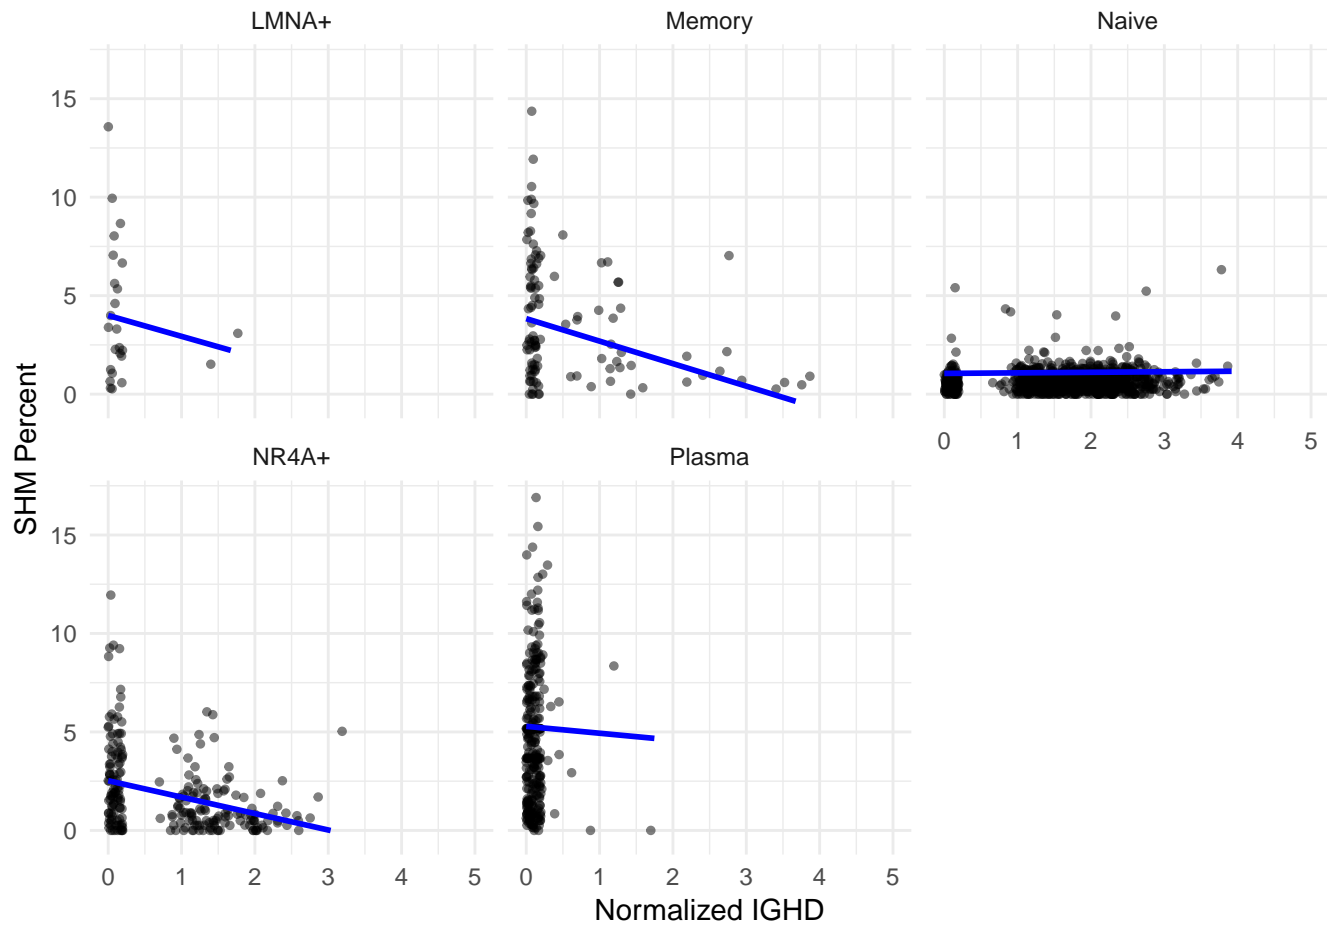 LMNA+ Memory Naive
15
10
5
0
0 1 2 3 4 5
NR4A+ Plasma
SHM Percent
15
10
5
0
0 1 2 3 4 5 0 1 2 3 4 5
Normalized IGHD